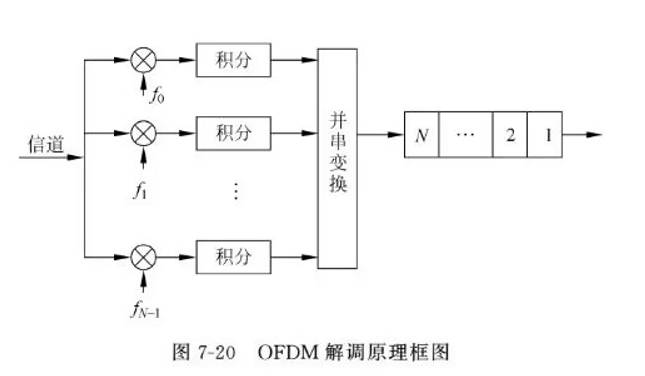 积分
f0
并串变换
N ⋯ 2 1
信道
积分
f1
⋮
积分
fN-1
图 7-20 OFDM 解调原理框图